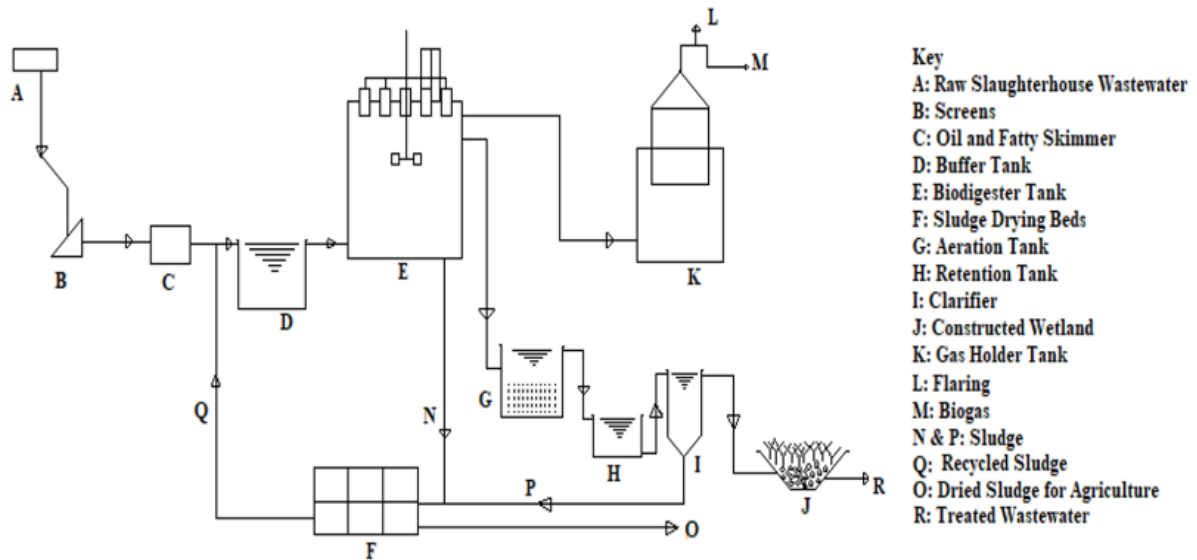 L
M
A
B
C
D
E
K
G
H
I
J
R
N
Q
P
F
O
Key
A: Raw Slaughterhouse Wastewater
B: Screens
C: Oil and Fatty Skimmer
D: Buffer Tank
E: Biodigester Tank
F: Sludge Drying Beds
G: Aeration Tank
H: Retention Tank
I: Clarifier
J: Constructed Wetland
K: Gas Holder Tank
L: Flaring
M: Biogas
N & P: Sludge
Q: Recycled Sludge
O: Dried Sludge for Agriculture
R: Treated Wastewater